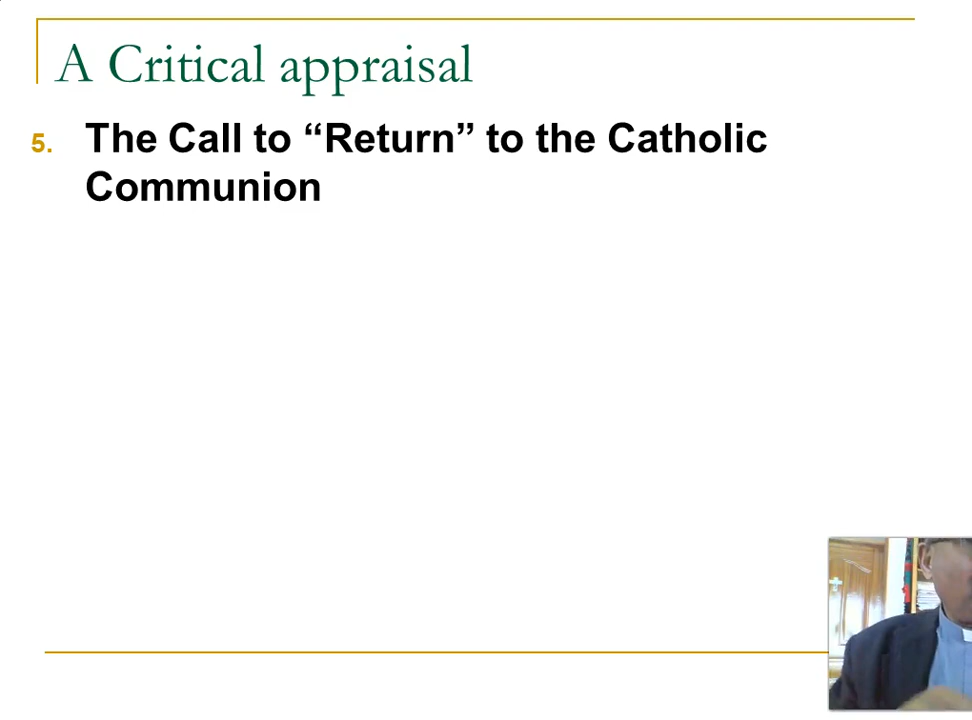 A Critical appraisal
5. The Call to “Return” to the Catholic
Communion